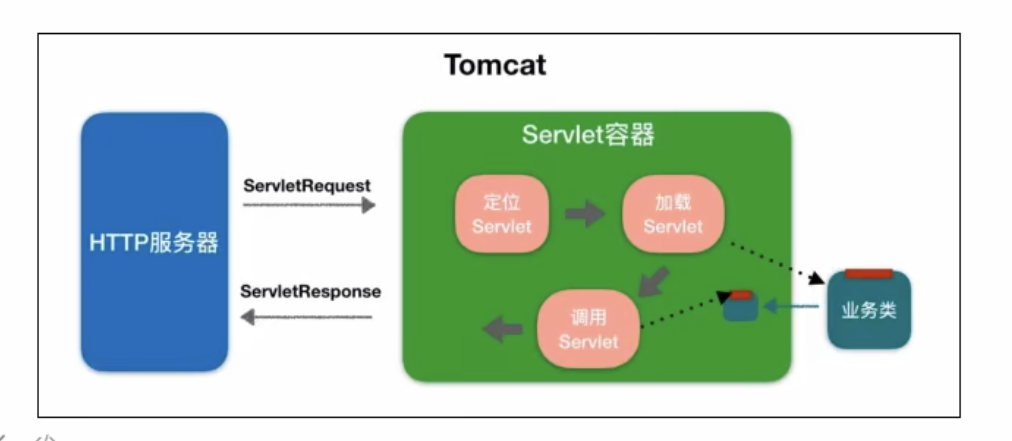 Tomcat
Servlet容器
ServletRequest
定位
Servlet
加载
Servlet
HTTP服务器
ServletResponse
调用
Servlet
业务类